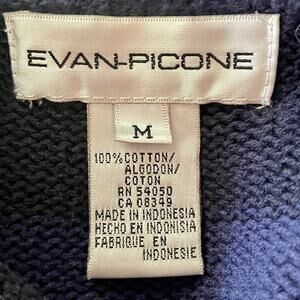 EVAN-PICONE
M
100% COTTON/
ALGODON/
COTON
RN 54050
CA 08349
MADE IN INDONESIA
HECHO EN INDONISIA
FABRIQUE EN
INDONESIE